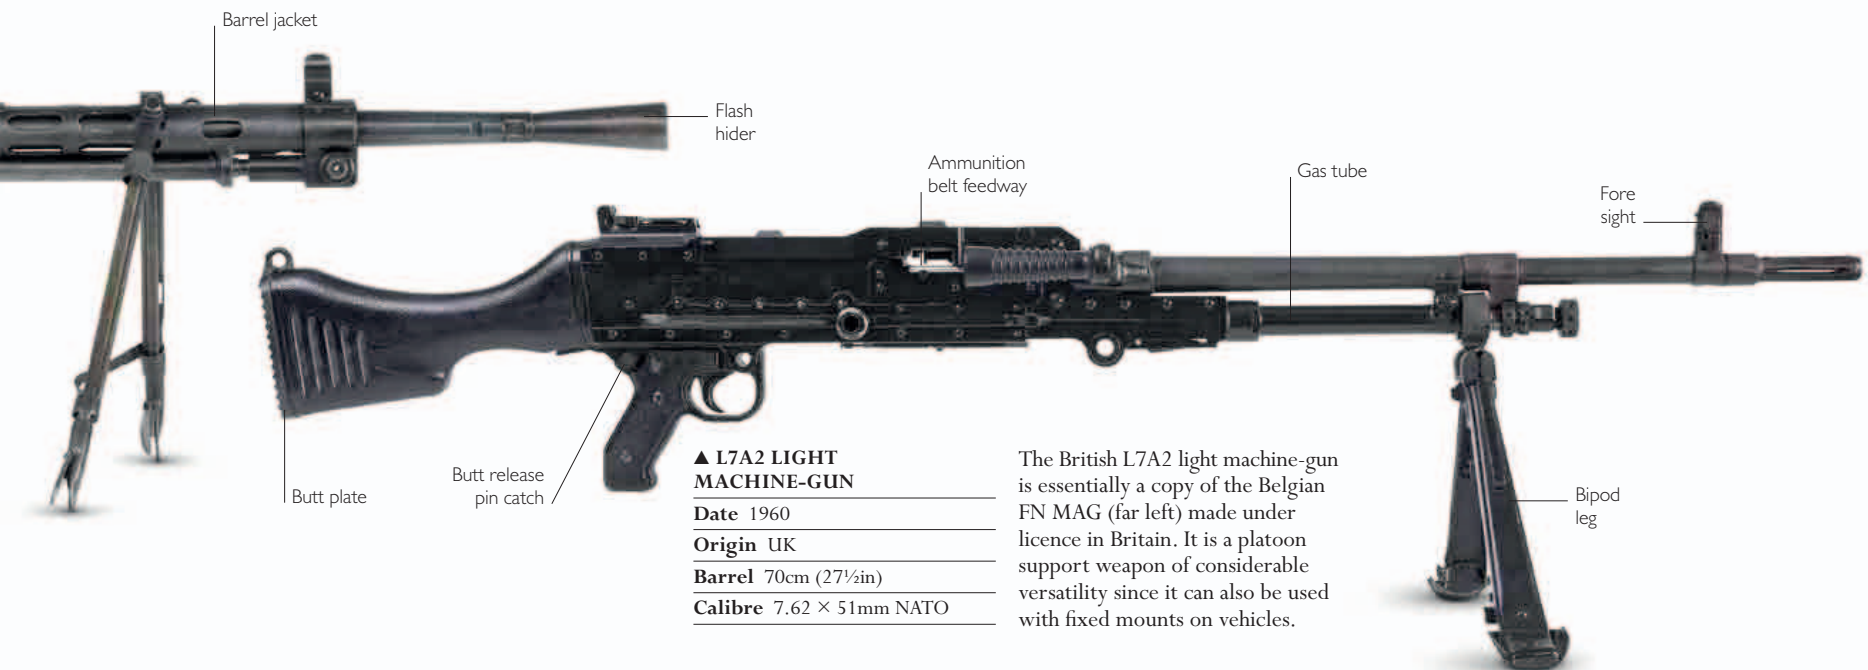 Barrel jacket
Flash
hider
Ammunition
belt feedway
Gas tube
Fore
sight
Butt plate
Butt release
pin catch
▲ L7A2 LIGHT
MACHINE-GUN
Date 1960
Origin UK
Barrel 70cm (27½in)
Calibre 7.62 × 51mm NATO
The British L7A2 light machine-gun
is essentially a copy of the Belgian
FN MAG (far left) made under
licence in Britain. It is a platoon
support weapon of considerable
versatility since it can also be used
with fixed mounts on vehicles.
Bipod
leg